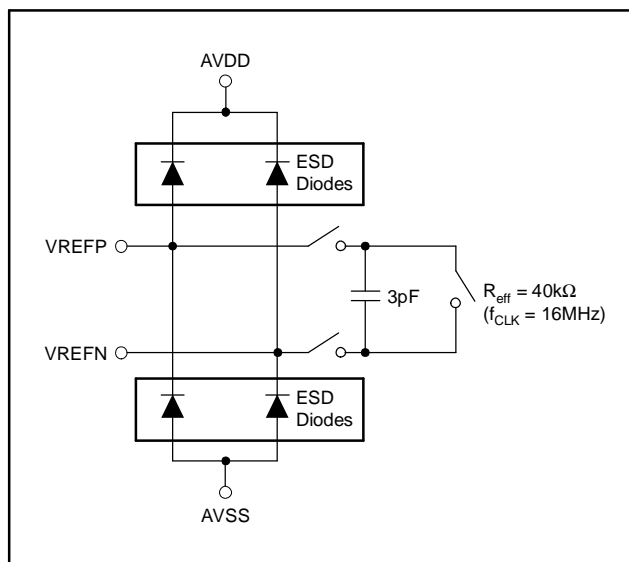 AVDD
ESD
Diodes
VREFP
3pF
R_eff = 40kΩ
(f_CLK = 16MHz)
VREFN
ESD
Diodes
AVSS